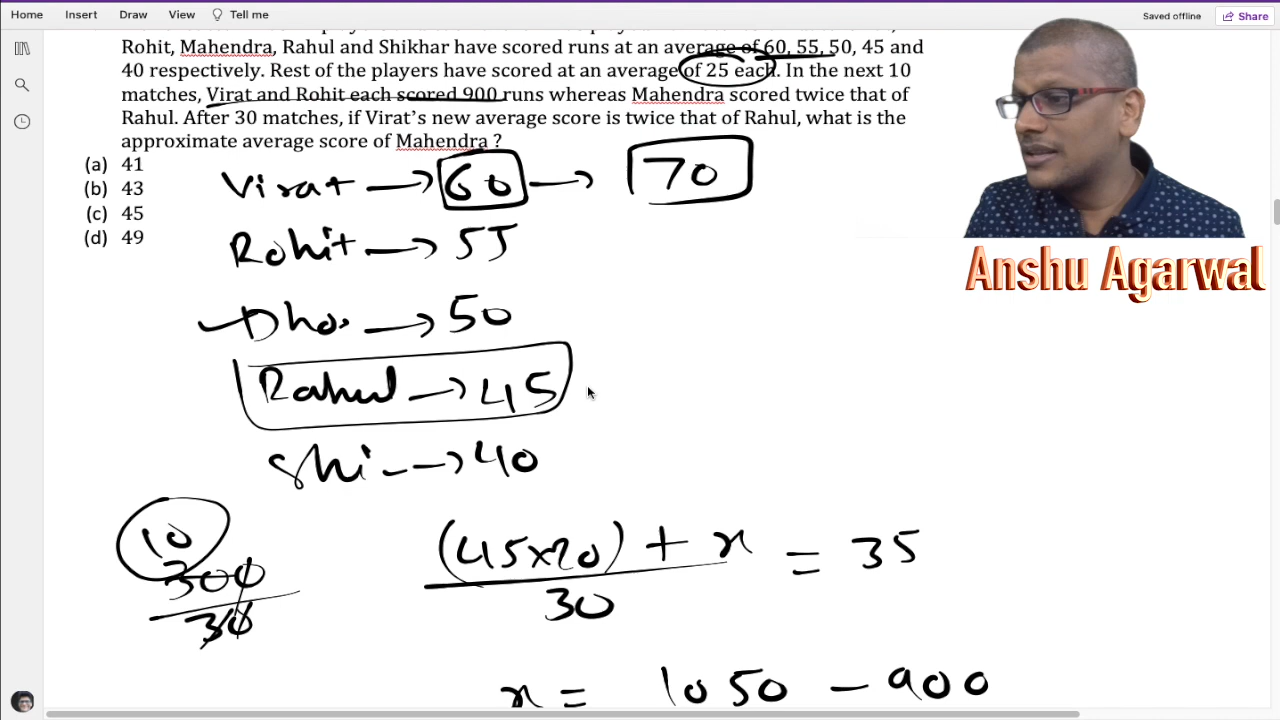 Home Insert Draw View Tell me Saved offline Share
Rohit, Mahendra, Rahul and Shikhar have scored runs at an average of 60, 55, 50, 45 and
40 respectively. Rest of the players have scored at an average of 25 each. In the next 10
matches, Virat and Rohit each scored 900 runs whereas Mahendra scored twice that of
Rahul. After 30 matches, if Virat's new average score is twice that of Rahul, what is the
approximate average score of Mahendra ?
(a) 41
(b) 43
(c) 45
(d) 49
Virat → 60 → 70
Rohit → 55
Dho → 50
Rahul → 45
Shi → 40
Anshu Agarwal
10
300
30
(45x20) + x = 35
30
x = 1050 - 900